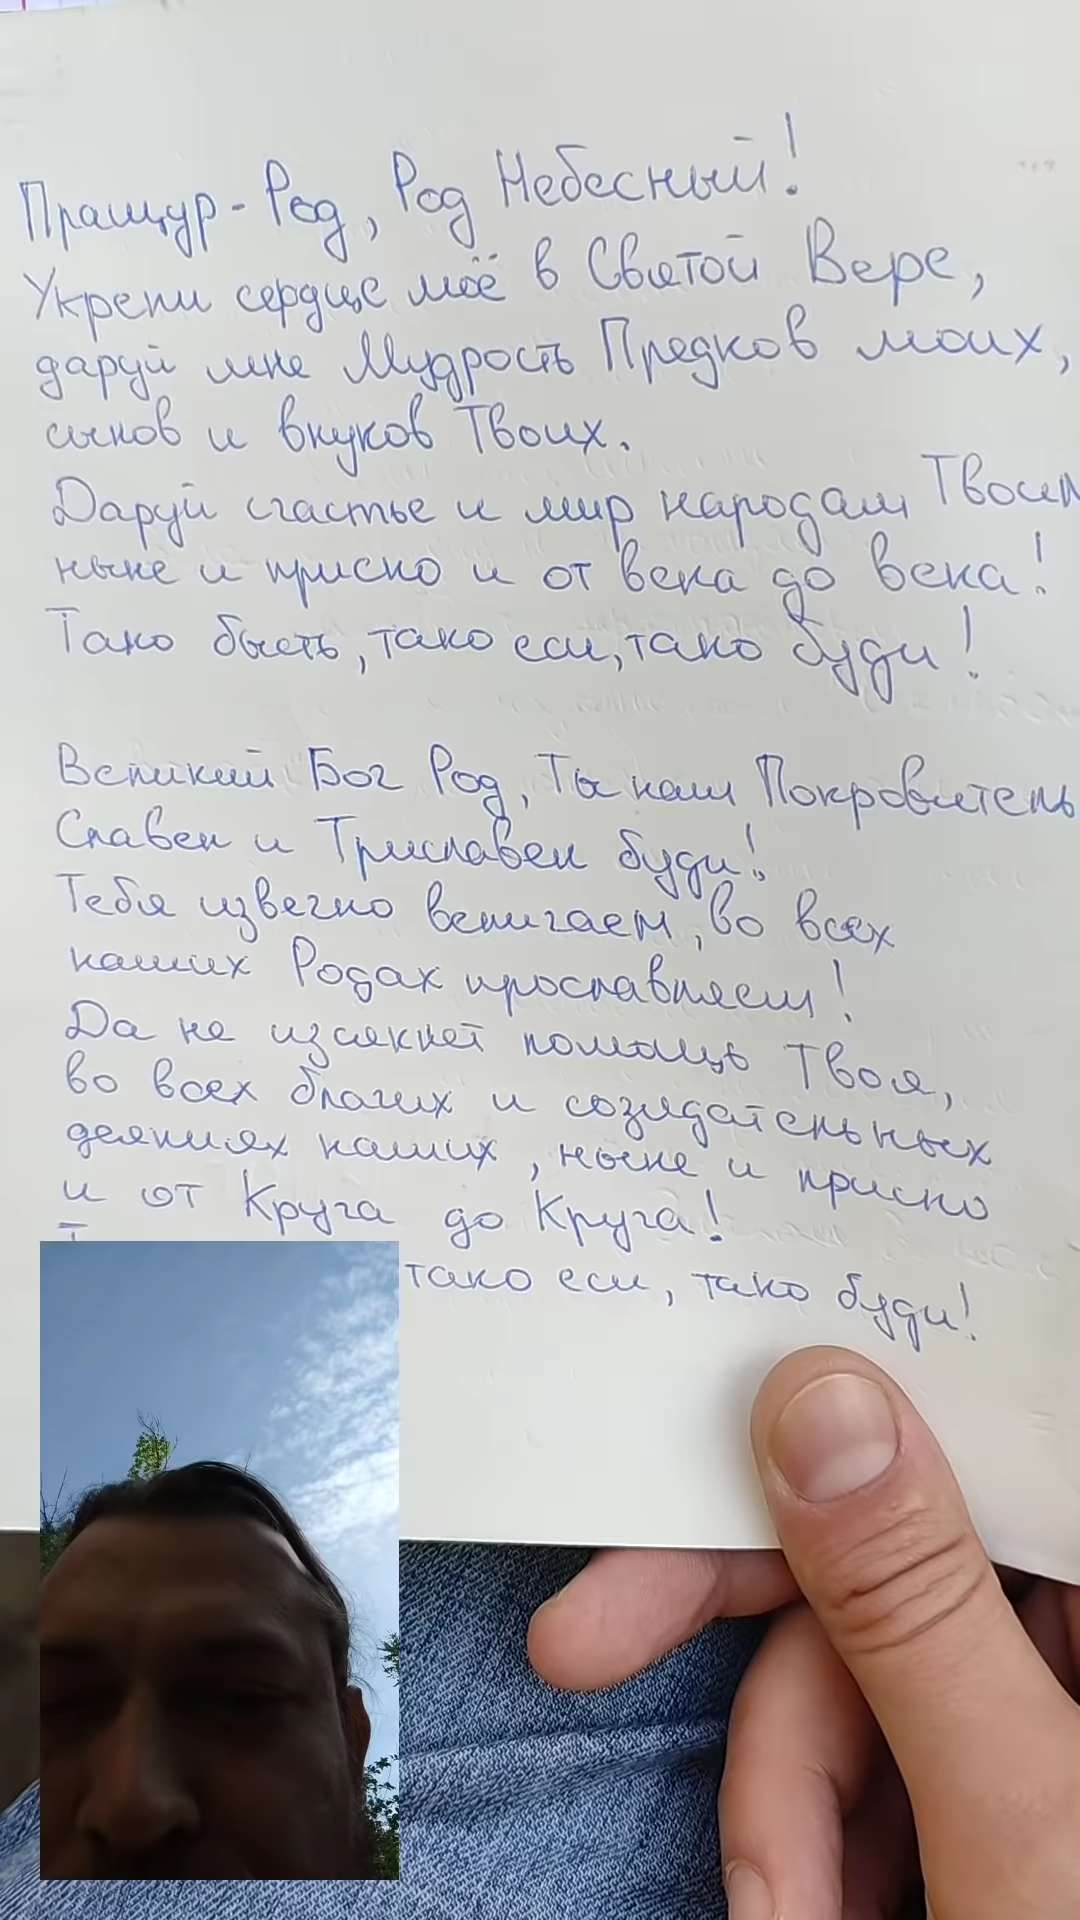 Пращур-Род, Род Небесный!
Укрепи сердце моё в Святой Вере,
даруй мне Мудрость Предков моих,
сынов и внуков Твоих.
Даруй счастье и мир народам Твоим
ныне и присно и от века до века!
Тако бысть, тако еси, тако буди!
Великий Бог Род, Ты наш Покровитель
Славен и Триславен буди!
Тебя извечно величаем, во всех
наших Родах прославляем!
Да не изсякнет помощь Твоя,
во всех благих и созидательных
деяниях наших, ныне и присно
и от Круга до Круга!
тако еси, тако буди!